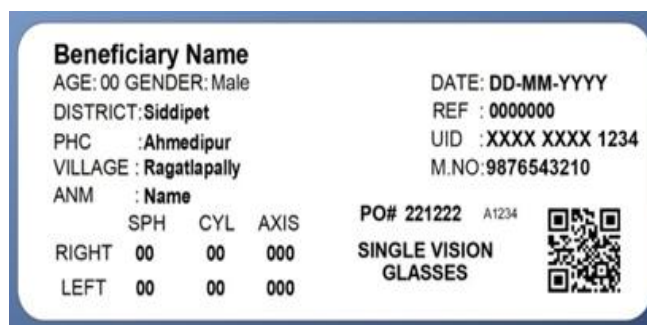 Beneficiary Name
AGE: 00 GENDER: Male
DATE: DD-MM-YYYY
DISTRICT:Siddipet
REF : 0000000
PHC :Ahmedipur
UID : XXXX XXXX 1234
VILLAGE : Ragatlapally
M.NO:9876543210
ANM : Name
PO# 221222 A1234
SPH CYL AXIS
RIGHT 00 00 000
SINGLE VISION
GLASSES
LEFT 00 00 000